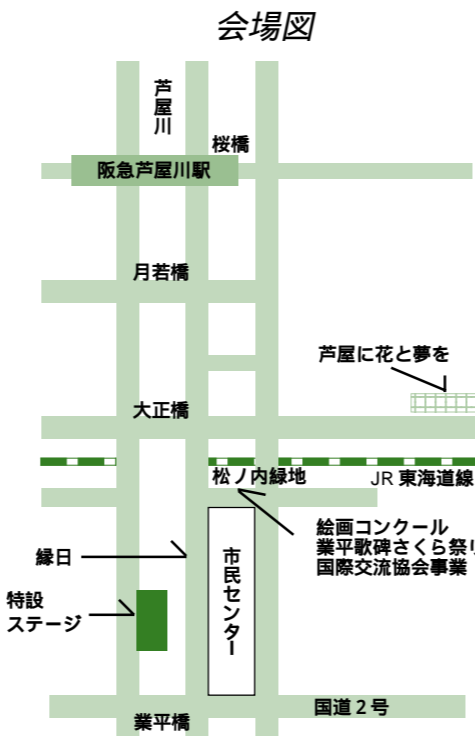 会場図
芦屋川
桜橋
阪急芦屋川駅
月若橋
芦屋に花と夢を
大正橋
松ノ内緑地
JR 東海道線
絵画コンクール
業平歌碑さくら祭り
国際交流協会事業
縁日
市民センター
特設
ステージ
国道２号
業平橋